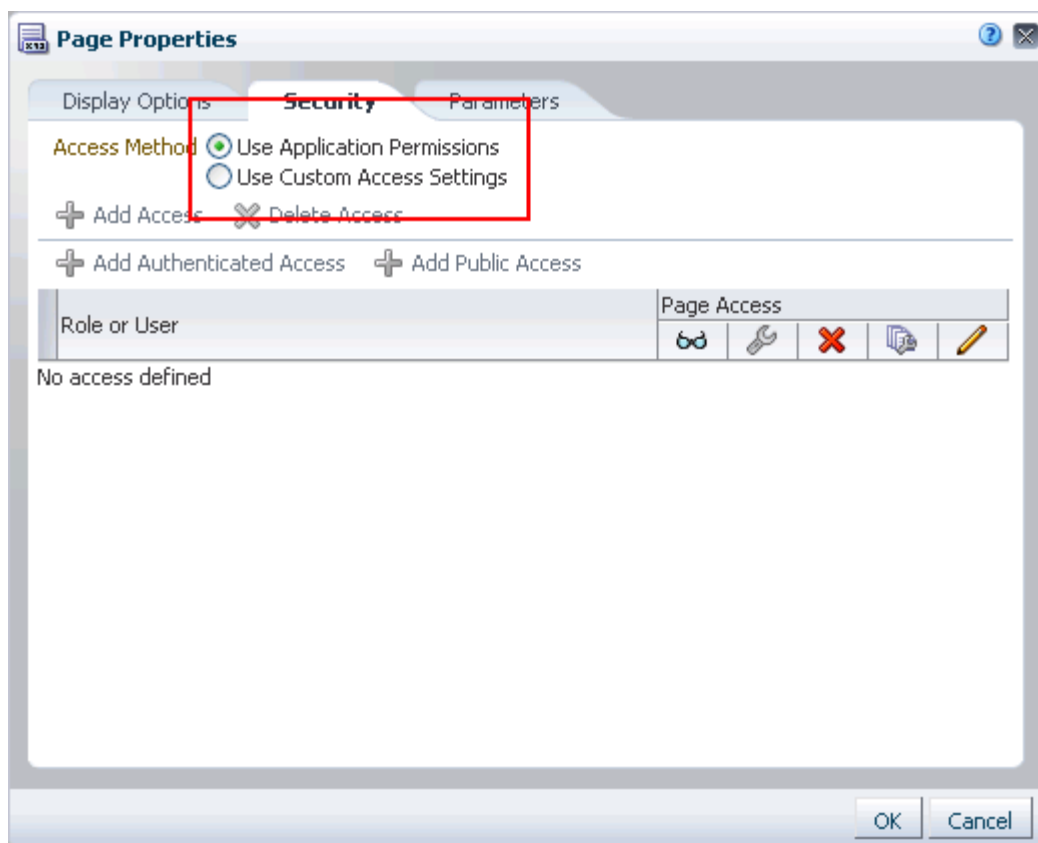 Page Properties
Display Options Security Parameters
Access Method Use Application Permissions
Use Custom Access Settings
Add Access Delete Access
Add Authenticated Access Add Public Access
Role or User
Page Access
No access defined
OK Cancel